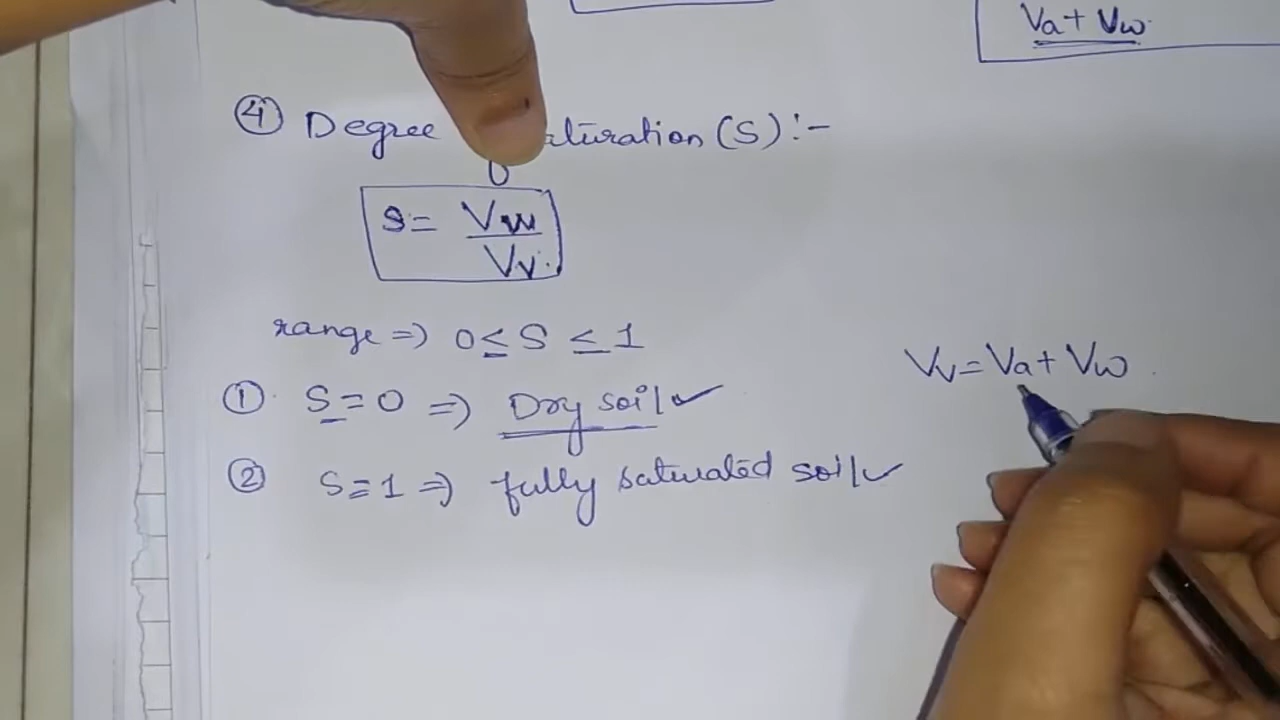 Va + Vw
④ Degree (S) :-
S = Vw / Vv
range => 0 ≤ S ≤ 1
① S = 0 => Dry soil ✓
Vv = Va + Vw
② S = 1 => fully saturated soil ✓